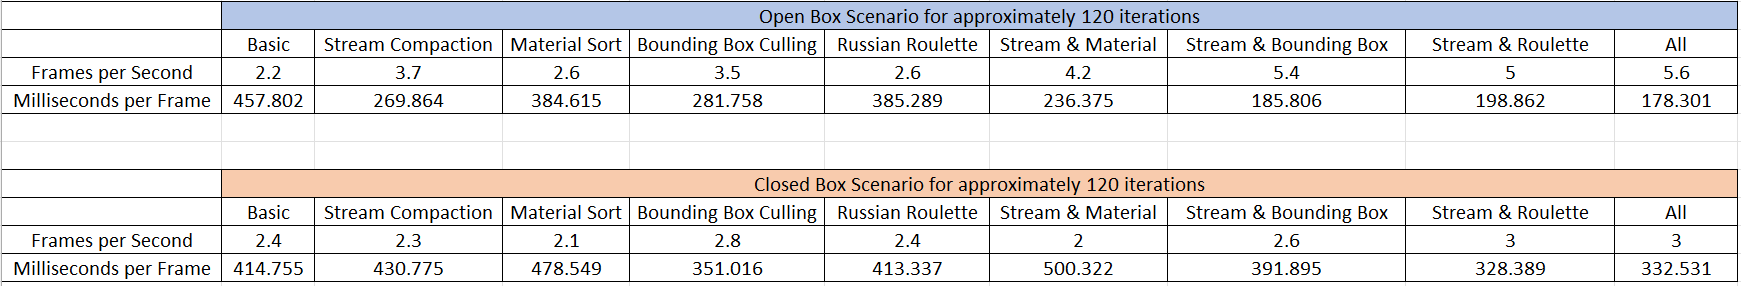 Open Box Scenario for approximately 120 iterations
Basic Stream Compaction Material Sort Bounding Box Culling Russian Roulette Stream & Material Stream & Bounding Box Stream & Roulette All
Frames per Second 2.2 3.7 2.6 3.5 2.6 4.2 5.4 5 5.6
Milliseconds per Frame 457.802 269.864 384.615 281.758 385.289 236.375 185.806 198.862 178.301
Closed Box Scenario for approximately 120 iterations
Basic Stream Compaction Material Sort Bounding Box Culling Russian Roulette Stream & Material Stream & Bounding Box Stream & Roulette All
Frames per Second 2.4 2.3 2.1 2.8 2.4 2 2.6 3 3
Milliseconds per Frame 414.755 430.775 478.549 351.016 413.337 500.322 391.895 328.389 332.531